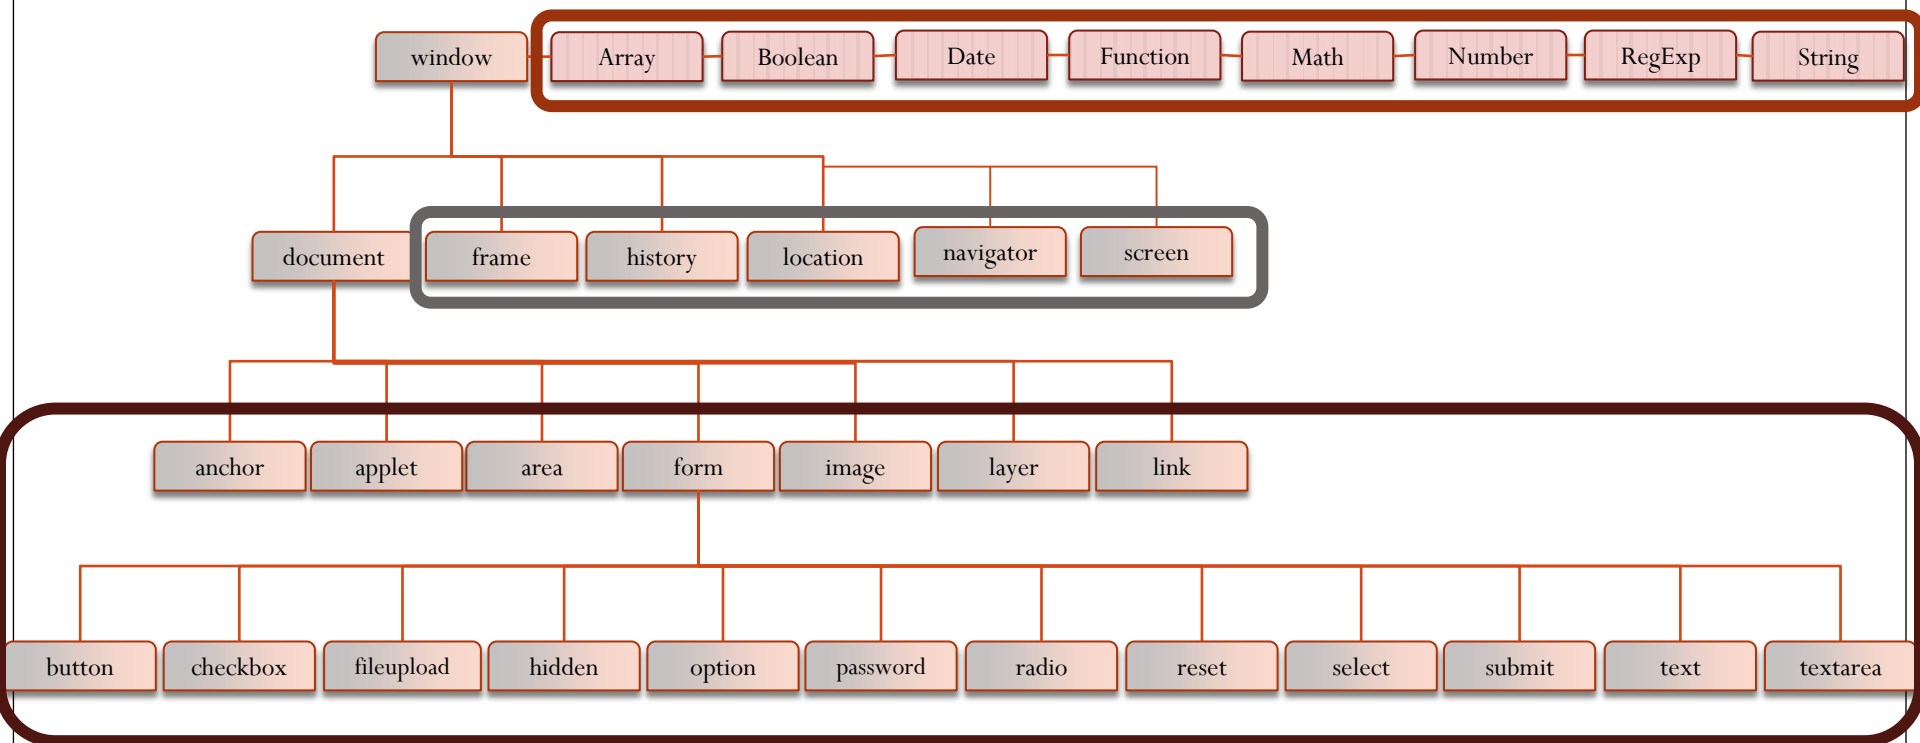 window Array Boolean Date Function Math Number RegExp String
document frame history location navigator screen
anchor applet area form image layer link
button checkbox fileupload hidden option password radio reset select submit text textarea